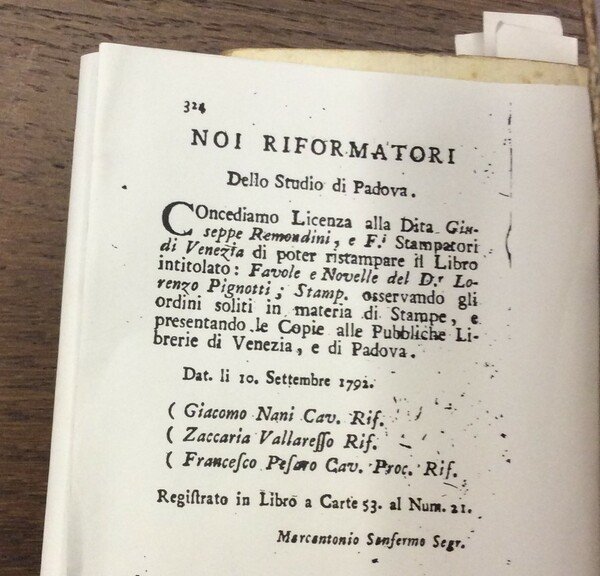 324
NOI RIFORMATORI
Dello Studio di Padova.
COncediamo Licenza alla Dita Giu-
seppe Remondini, e F.i Stampatori
di Venezia di poter ristampare il Libro
intitolato: Favole e Novelle del D.r Lo-
renzo Pignotti; Stamp. osservando gli
ordini soliti in materia di Stampe, e
presentando le Copie alle Pubbliche Li-
brerie di Venezia, e di Padova.
Dat. li 10. Settembre 1792.
( Giacomo Nani Cav. Rif.
( Zaccaria Vallaresso Rif.
( Francesco Pesaro Cav. Proc. Rif.
Registrato in Libro a Carte 53. al Num. 21.
Marcantonio Sanfermo Segr.